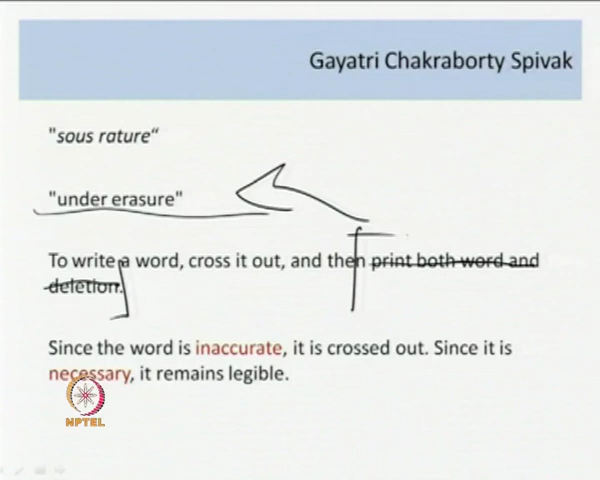 Gayatri Chakraborty Spivak
"sous rature“
"under erasure"
To write a word, cross it out, and then print both word and
deletion.
Since the word is inaccurate, it is crossed out. Since it is
necessary, it remains legible.
NPTEL